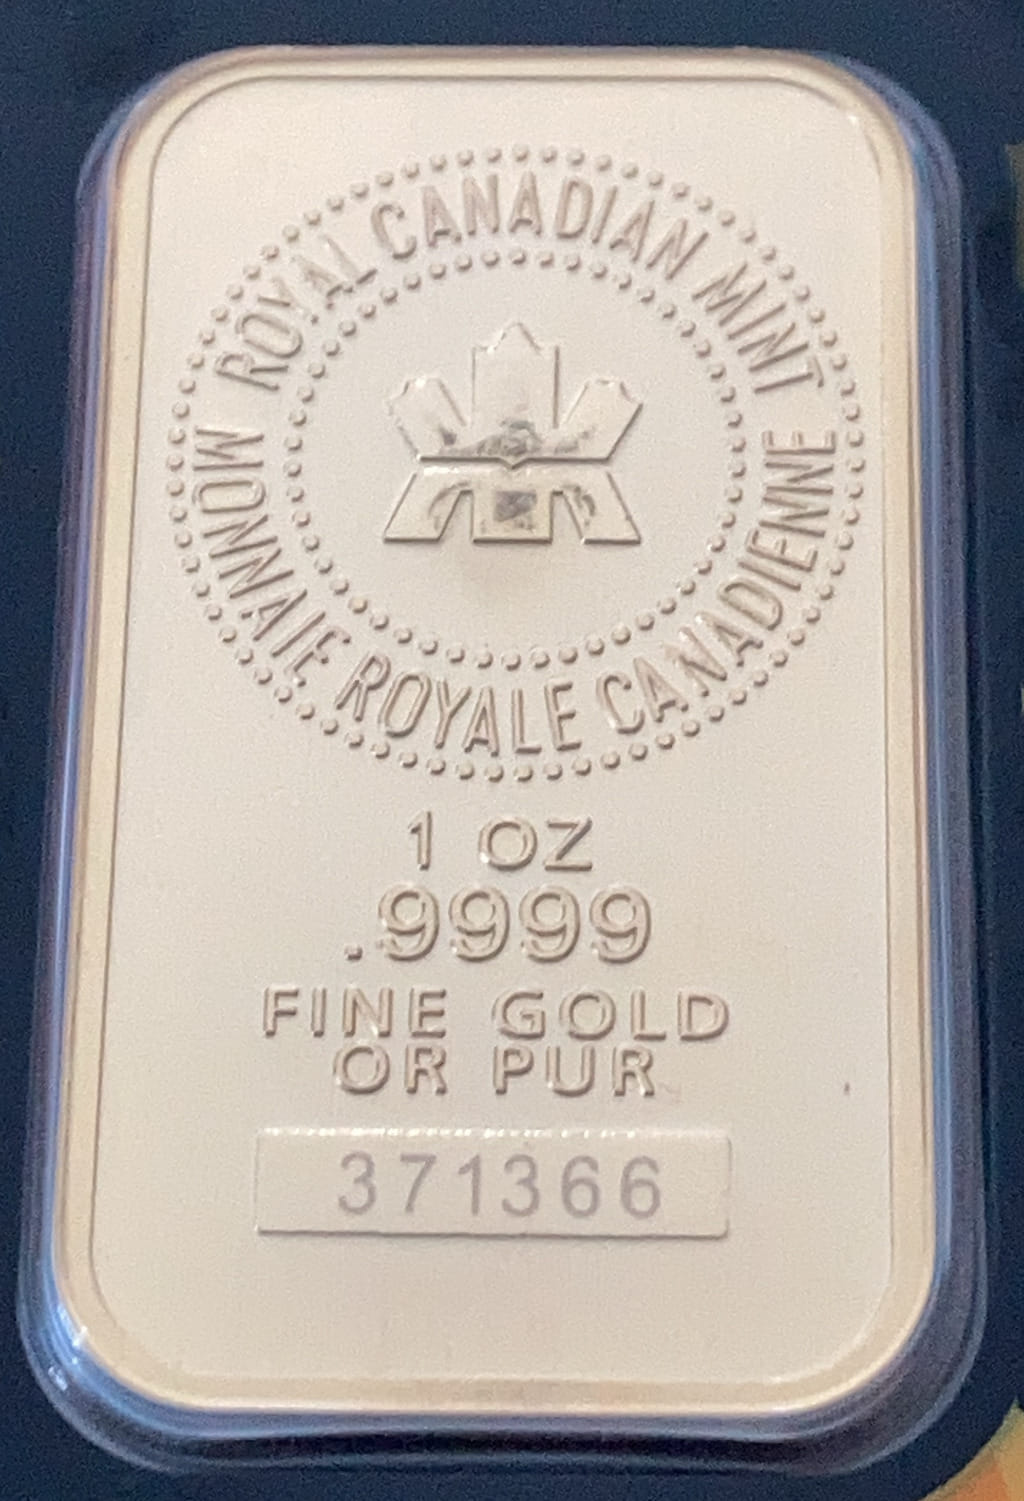 ROYAL CANADIAN MINT
MONNAIE ROYALE CANADIENNE
1 OZ
.9999
FINE GOLD
OR PUR
371366